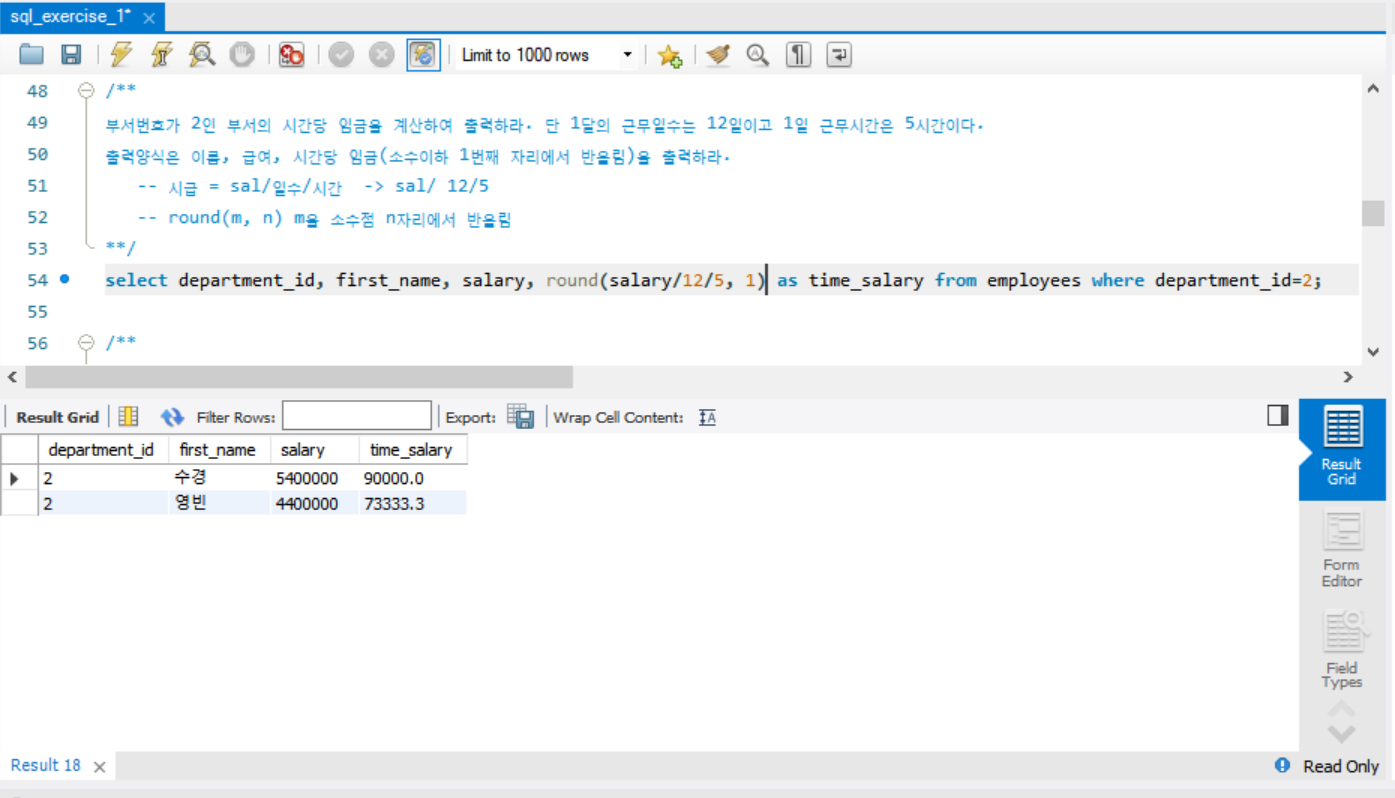 sql_exercise_1*
Limit to 1000 rows
48 /**
49 부서번호가 2인 부서의 시간당 임금을 계산하여 출력하라. 단 1달의 근무일수는 12일이고 1일 근무시간은 5시간이다.
50 출력양식은 이름, 급여, 시간당 임금(소수이하 1번째 자리에서 반올림)을 출력하라.
51 -- 시급 = sal/일수/시간 -> sal/ 12/5
52 -- round(m, n) m을 소수점 n자리에서 반올림
53 **/
54 select department_id, first_name, salary, round(salary/12/5, 1) as time_salary from employees where department_id=2;
55
56 /**
Result Grid Filter Rows: Export: Wrap Cell Content:
department_id first_name salary time_salary
2 수경 5400000 90000.0
2 영빈 4400000 73333.3
Result
Grid
Form
Editor
Field
Types
Result 18 Read Only